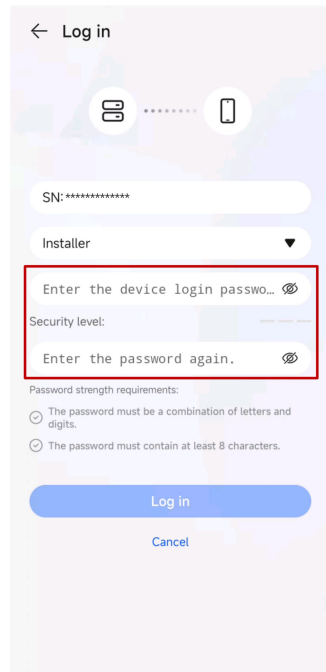 Log in
SN:*************
Installer
Enter the device login passwo…
Security level:
Enter the password again.
Password strength requirements:
The password must be a combination of letters and
digits.
The password must contain at least 8 characters.
Log in
Cancel